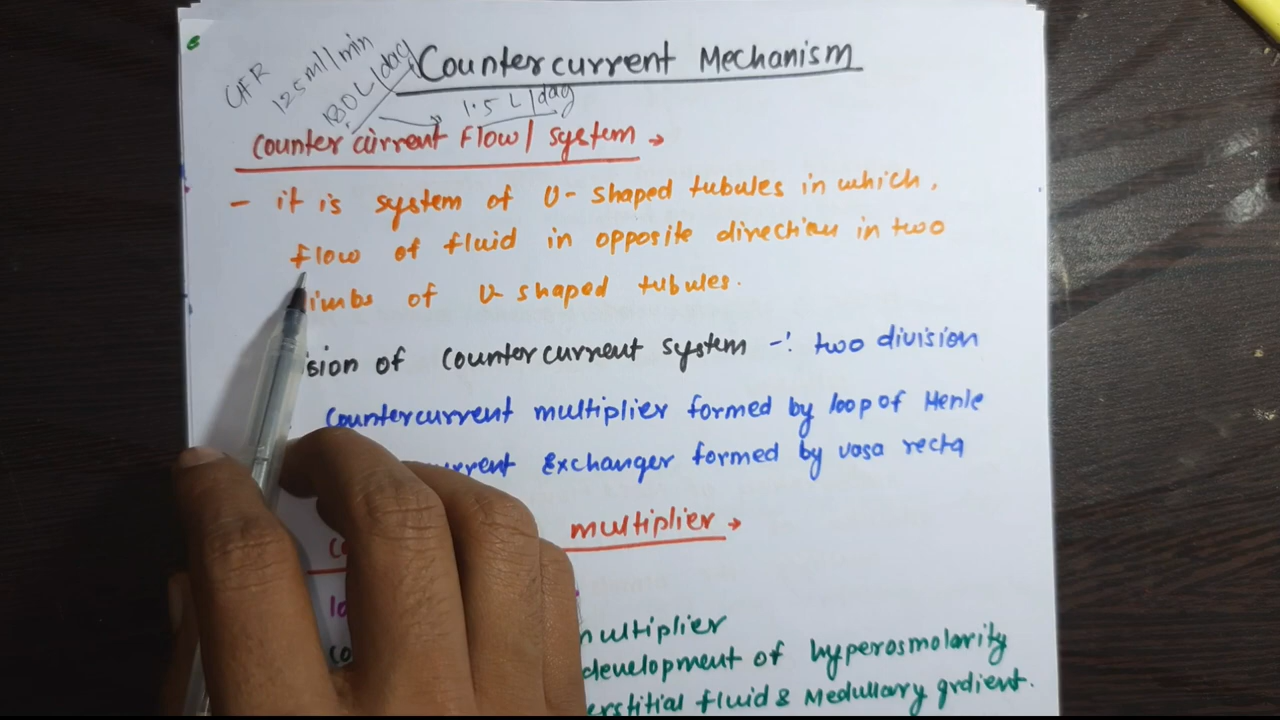 Countercurrent Mechanism
GFR
125 ml/min
180 L/day
1.5 L/day
Counter current Flow/ system →
- it is system of U- shaped tubules in which,
flow of fluid in opposite direction in two
limbs of U shaped tubules.
sion of Countercurrent system -: two division
Countercurrent multiplier formed by loop of Henle
urrent Exchanger formed by vasa recta
multiplier →
multiplier
development of hyperosmolarity
erstitial fluid & Medullary grdient.